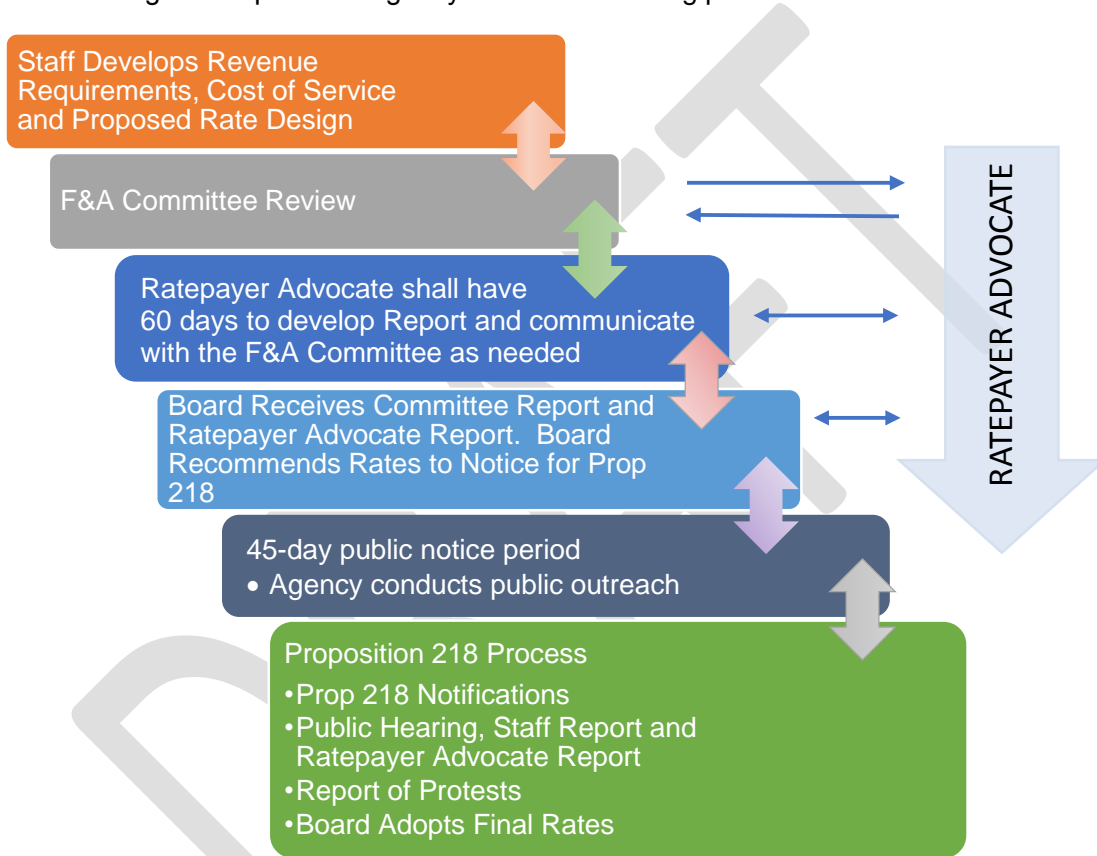 Staff Develops Revenue
Requirements, Cost of Service
and Proposed Rate Design
F&A Committee Review
Ratepayer Advocate shall have
60 days to develop Report and communicate
with the F&A Committee as needed
Board Receives Committee Report and
Ratepayer Advocate Report.  Board
Recommends Rates to Notice for Prop
218
45-day public notice period
• Agency conducts public outreach
Proposition 218 Process
•Prop 218 Notifications
•Public Hearing, Staff Report and
Ratepayer Advocate Report
•Report of Protests
•Board Adopts Final Rates
RATEPAYER ADVOCATE